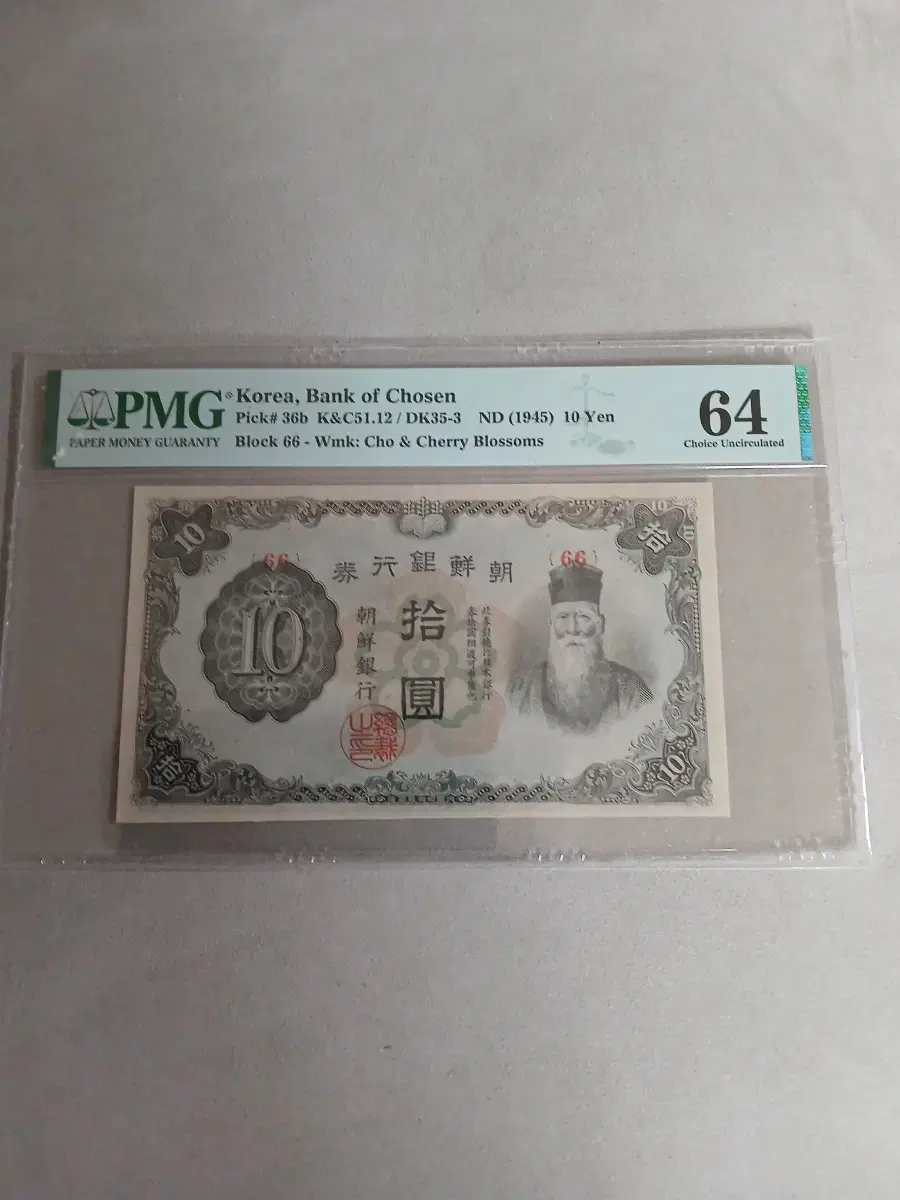 PMG
PAPER MONEY GUARANTY
Korea, Bank of Chosen
Pick# 36b K&C51.12 / DK35-3 ND (1945) 10 Yen
Block 66 - Wmk: Cho & Cherry Blossoms
64
Choice Uncirculated
10
拾
{66}
{66}
券行銀鮮朝
10
朝鮮銀行
拾圓
拾
10